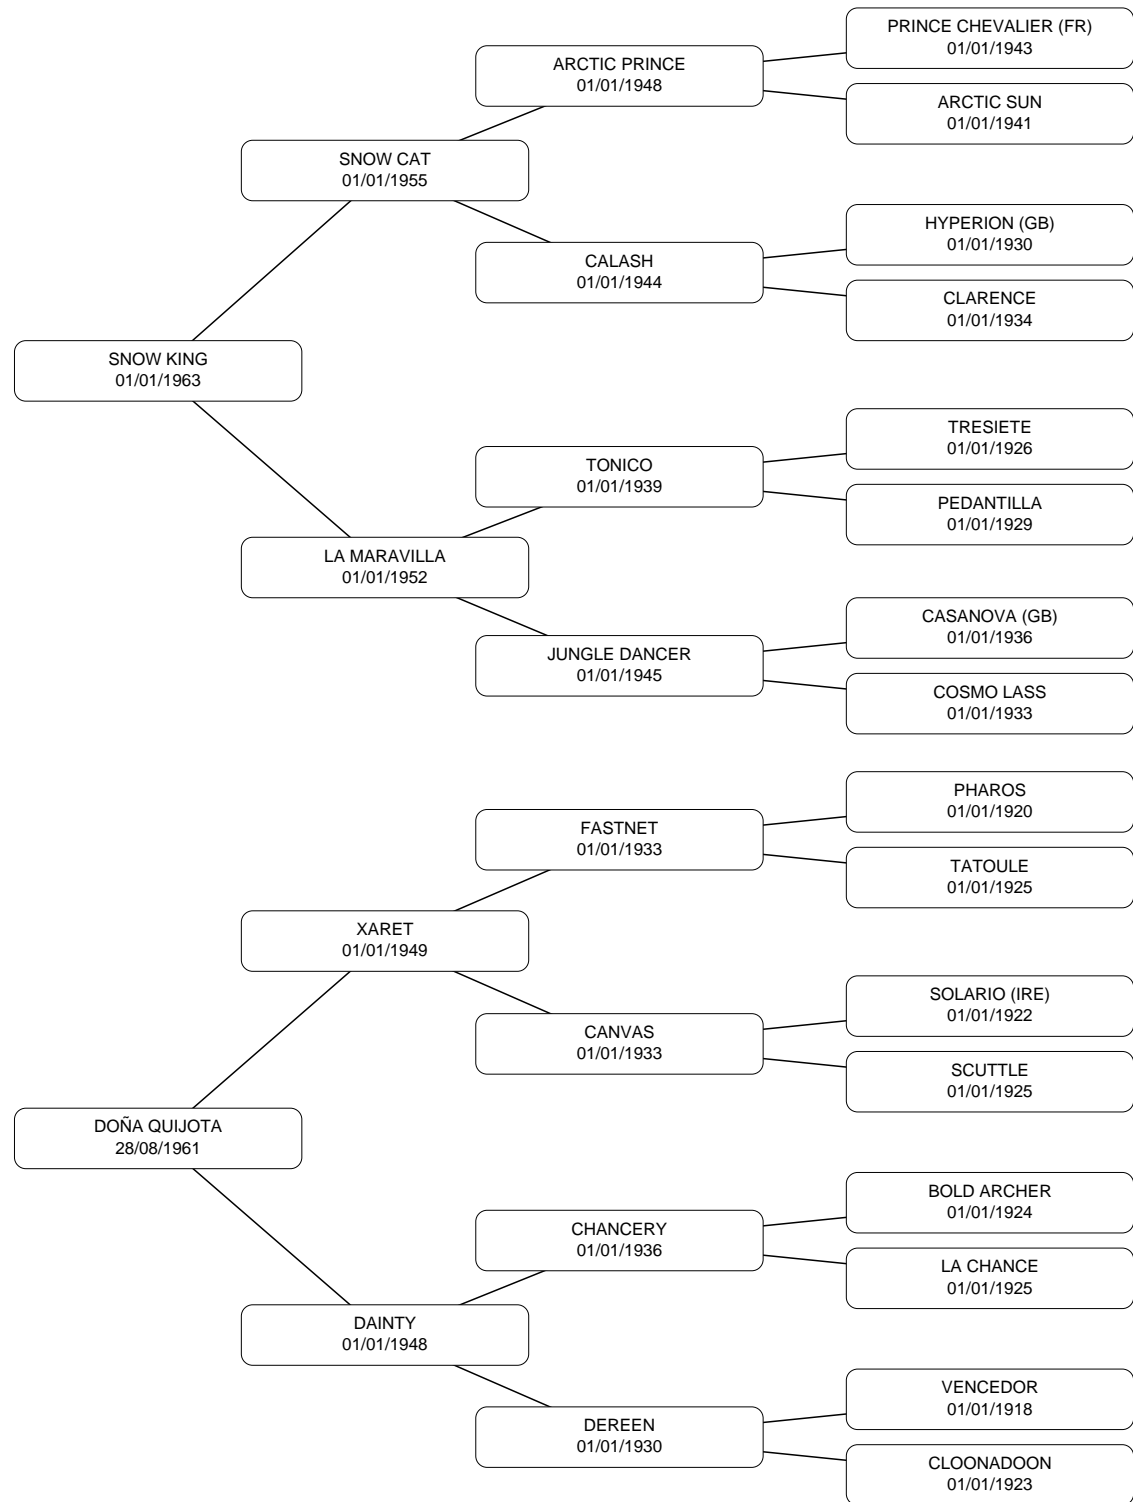 PRINCE CHEVALIER (FR)
01/01/1943
ARCTIC PRINCE
01/01/1948
ARCTIC SUN
01/01/1941
SNOW CAT
01/01/1955
HYPERION (GB)
01/01/1930
CALASH
01/01/1944
CLARENCE
01/01/1934
SNOW KING
01/01/1963
TRESIETE
01/01/1926
TONICO
01/01/1939
PEDANTILLA
01/01/1929
LA MARAVILLA
01/01/1952
CASANOVA (GB)
01/01/1936
JUNGLE DANCER
01/01/1945
COSMO LASS
01/01/1933
PHAROS
01/01/1920
FASTNET
01/01/1933
TATOULE
01/01/1925
XARET
01/01/1949
SOLARIO (IRE)
01/01/1922
CANVAS
01/01/1933
SCUTTLE
01/01/1925
DOÑA QUIJOTA
28/08/1961
BOLD ARCHER
01/01/1924
CHANCERY
01/01/1936
LA CHANCE
01/01/1925
DAINTY
01/01/1948
VENCEDOR
01/01/1918
DEREEN
01/01/1930
CLOONADOON
01/01/1923